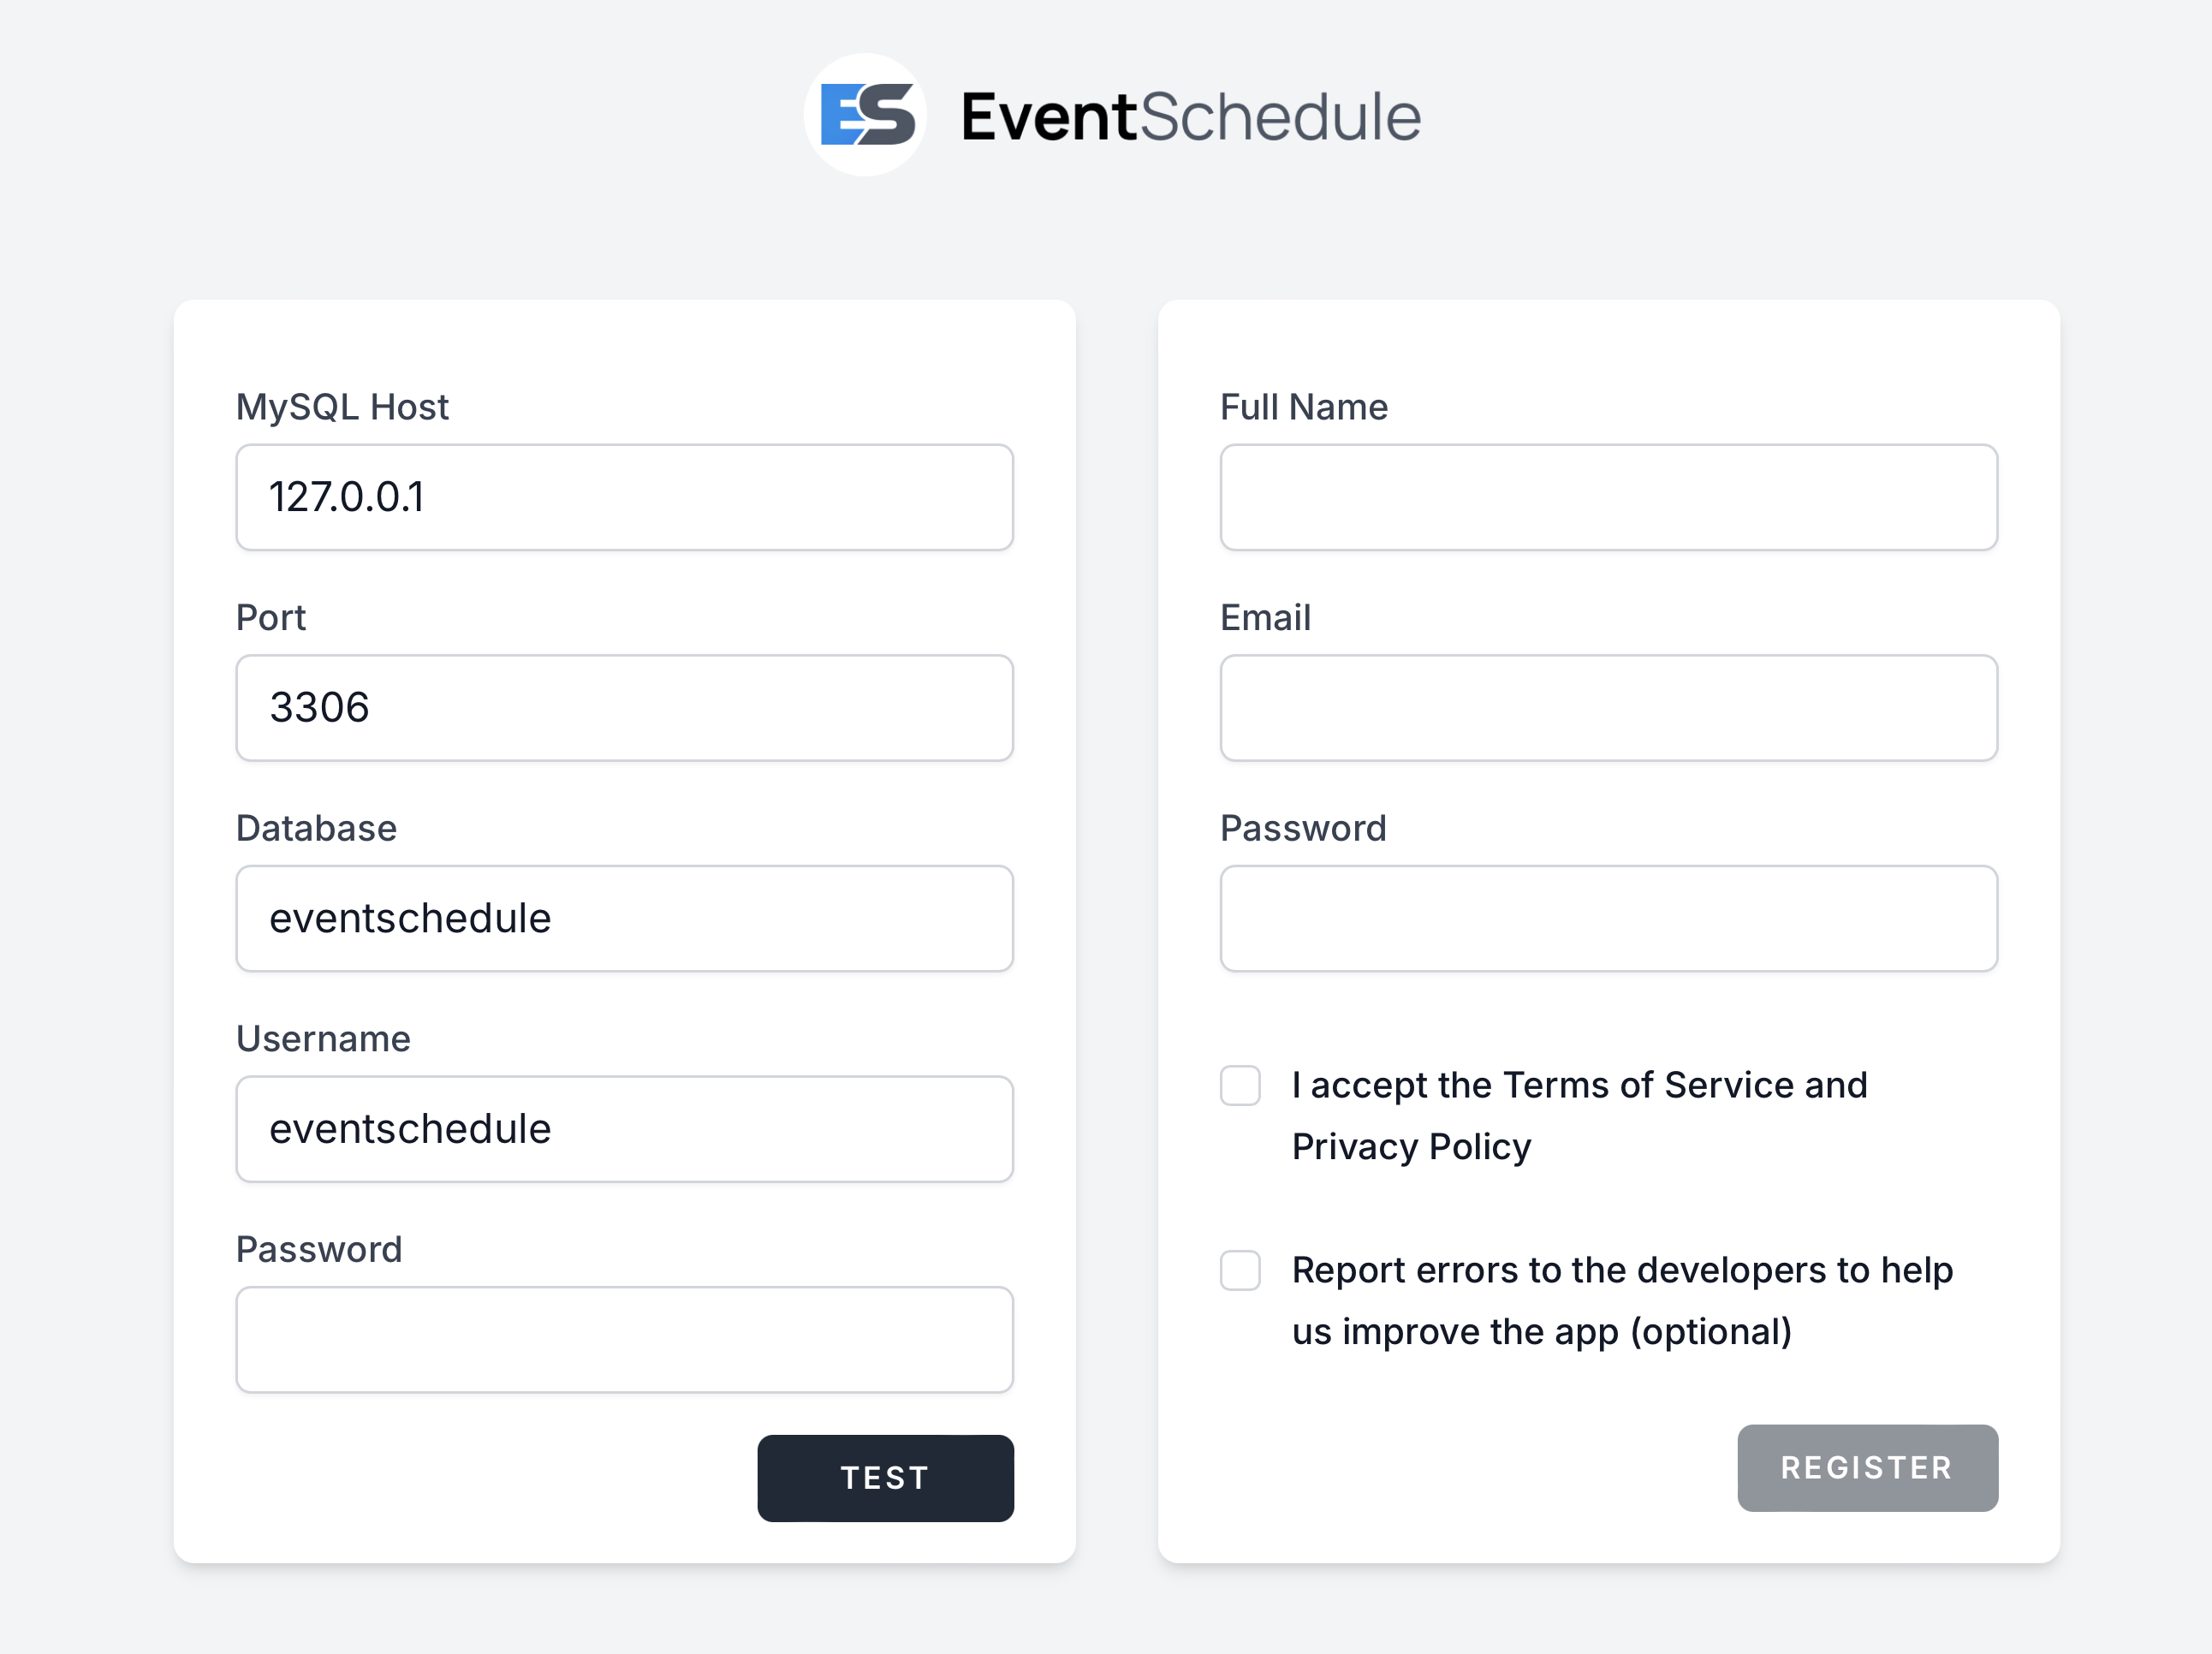 ES EventSchedule
MySQL Host
127.0.0.1
Port
3306
Database
eventschedule
Username
eventschedule
Password
TEST
Full Name
Email
Password
I accept the Terms of Service and
Privacy Policy
Report errors to the developers to help
us improve the app (optional)
REGISTER